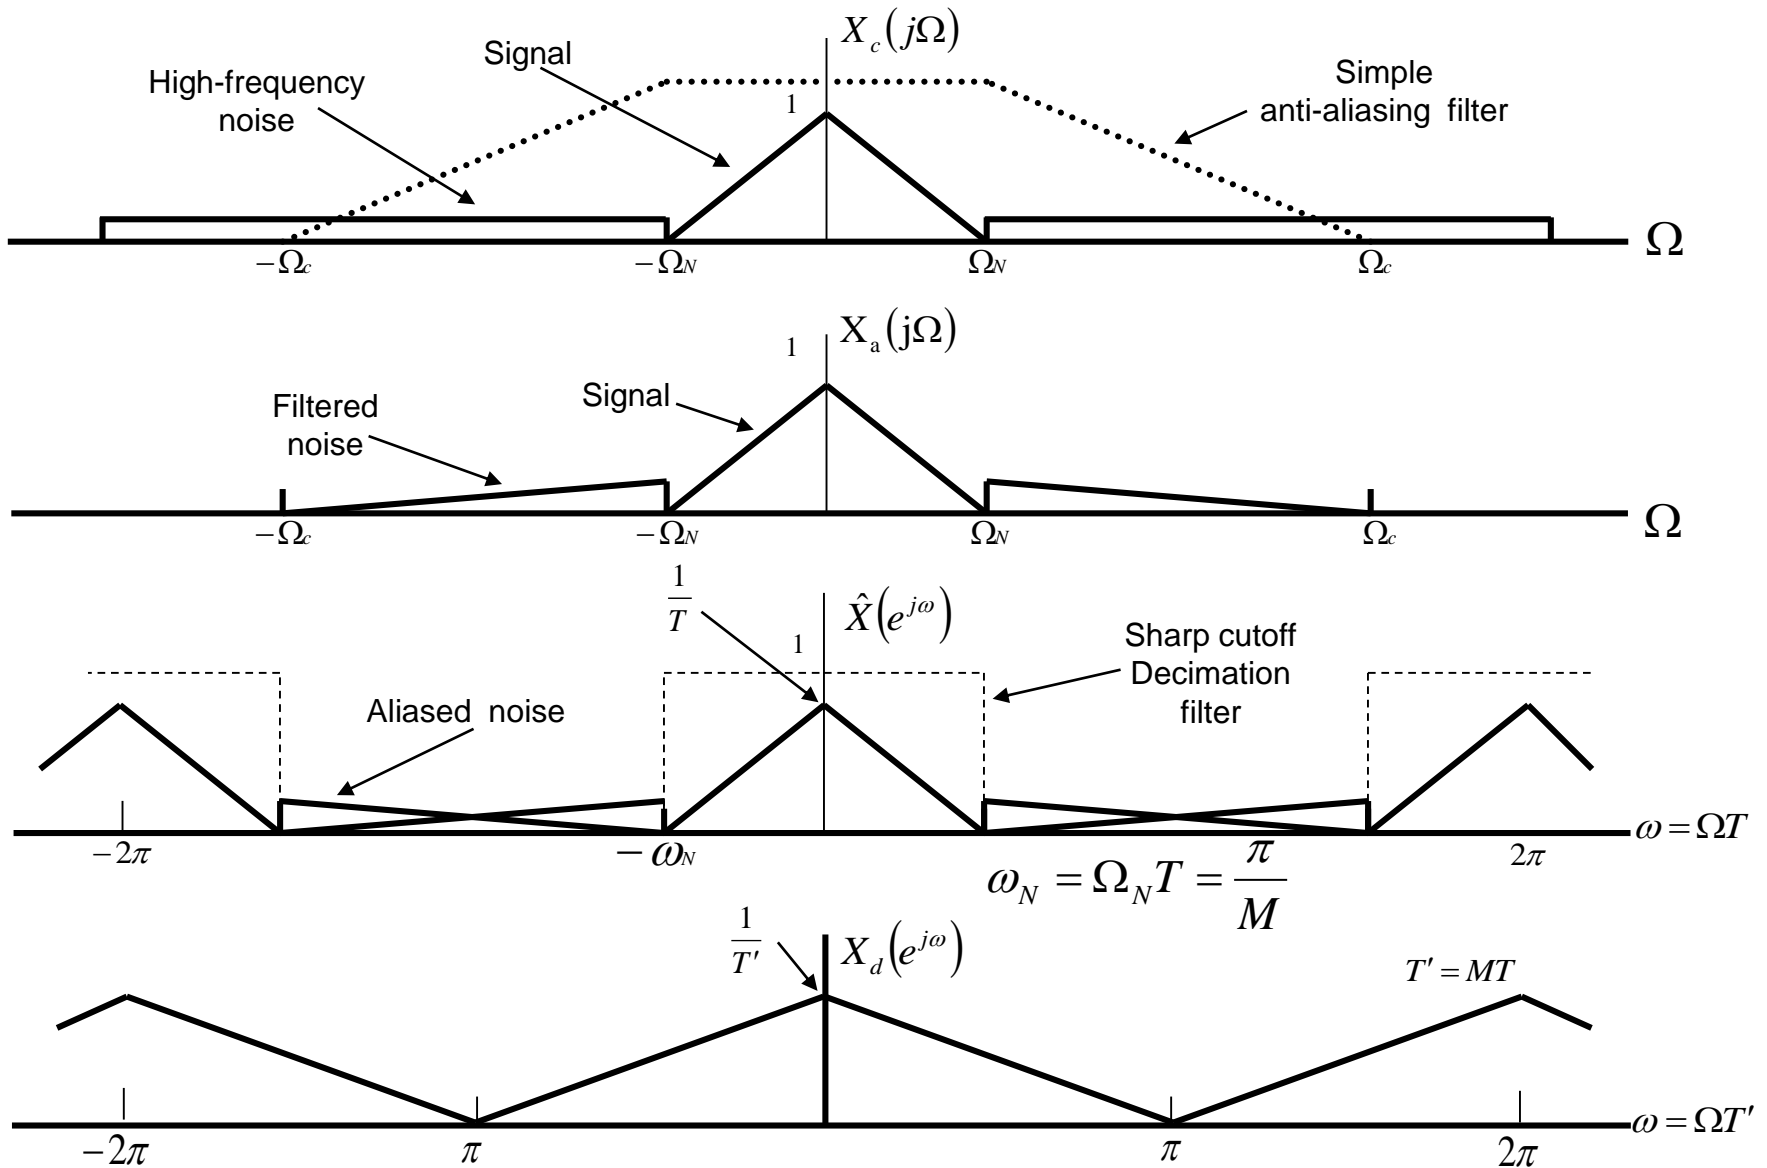 X_c(jΩ)
Signal
High-frequency
noise
1
Simple
anti-aliasing filter
−Ω_c
−Ω_N
Ω_N
Ω_c
Ω
X_a(jΩ)
1
Signal
Filtered
noise
−Ω_c
−Ω_N
Ω_N
Ω_c
Ω
1/T
X̂(e^{jω})
1
Sharp cutoff
Decimation
filter
Aliased noise
−2π
−ω_N
2π
ω = ΩT
ω_N = Ω_N T = π/M
1/T′
X_d(e^{jω})
T′ = MT
−2π
π
π
2π
ω = ΩT′